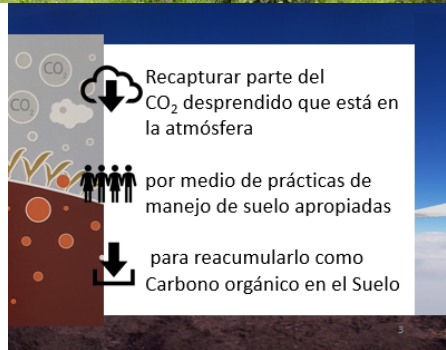 CO₂
CO₂
Recapturar parte del
CO₂ desprendido que está en
la atmósfera
por medio de prácticas de
manejo de suelo apropiadas
para reacumularlo como
Carbono orgánico en el Suelo
3